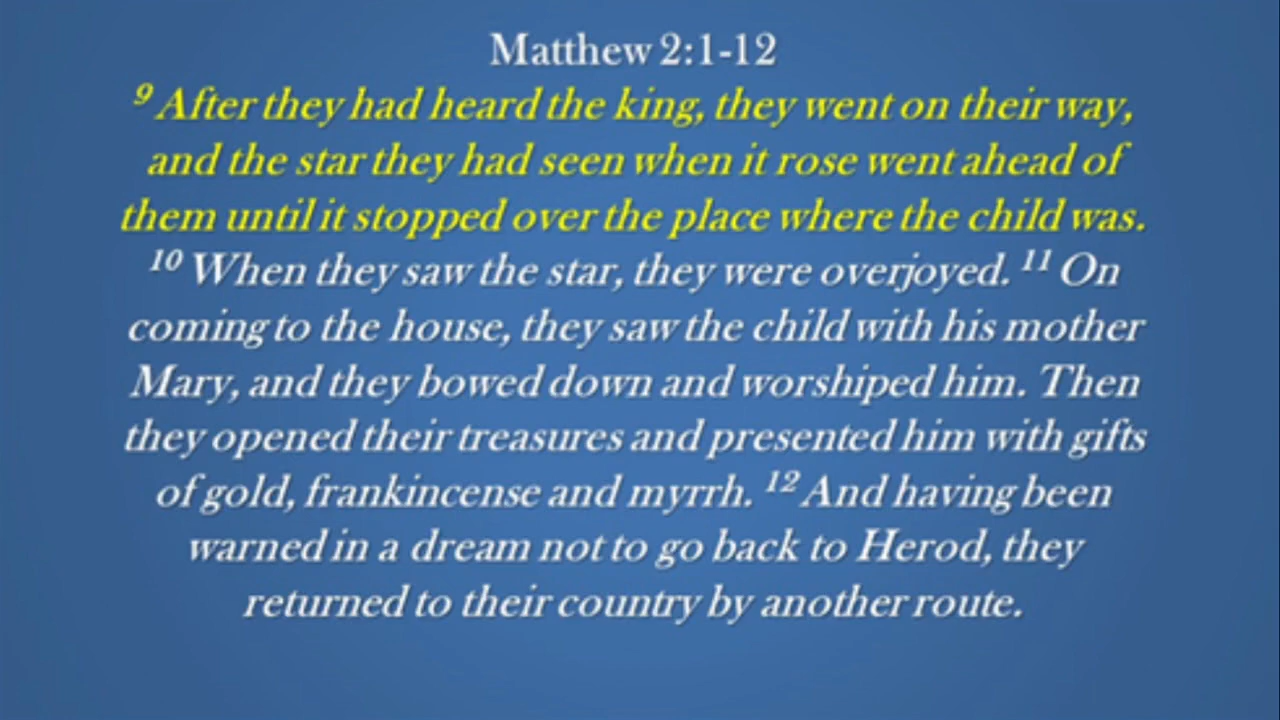 Matthew 2:1-12
⁹ After they had heard the king, they went on their way,
and the star they had seen when it rose went ahead of
them until it stopped over the place where the child was.
¹⁰ When they saw the star, they were overjoyed. ¹¹ On
coming to the house, they saw the child with his mother
Mary, and they bowed down and worshiped him. Then
they opened their treasures and presented him with gifts
of gold, frankincense and myrrh. ¹² And having been
warned in a dream not to go back to Herod, they
returned to their country by another route.